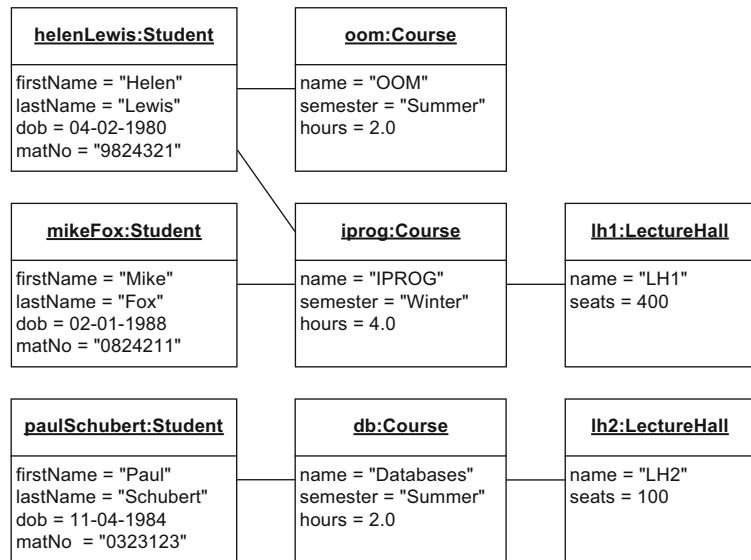 helenLewis:Student
firstName = "Helen"
lastName = "Lewis"
dob = 04-02-1980
matNo = "9824321"
oom:Course
name = "OOM"
semester = "Summer"
hours = 2.0
mikeFox:Student
firstName = "Mike"
lastName = "Fox"
dob = 02-01-1988
matNo = "0824211"
iprog:Course
name = "IPROG"
semester = "Winter"
hours = 4.0
lh1:LectureHall
name = "LH1"
seats = 400
paulSchubert:Student
firstName = "Paul"
lastName = "Schubert"
dob = 11-04-1984
matNo = "0323123"
db:Course
name = "Databases"
semester = "Summer"
hours = 2.0
lh2:LectureHall
name = "LH2"
seats = 100